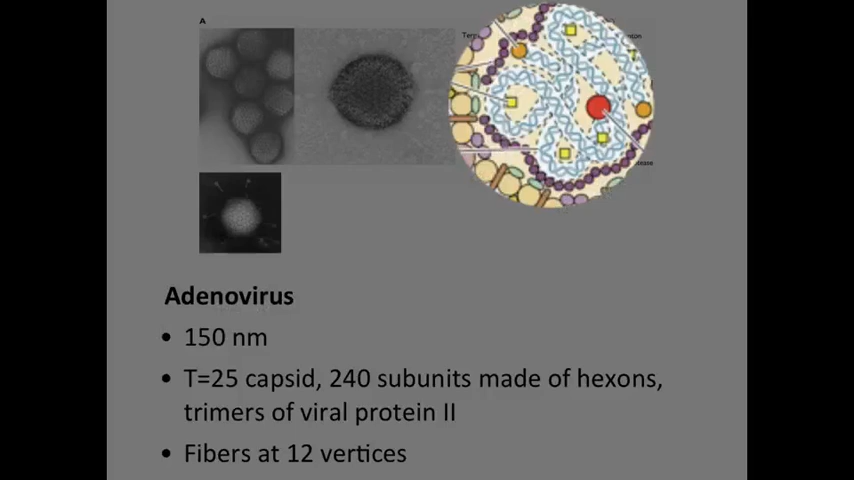 A
Adenovirus
• 150 nm
• T=25 capsid, 240 subunits made of hexons,
trimers of viral protein II
• Fibers at 12 vertices